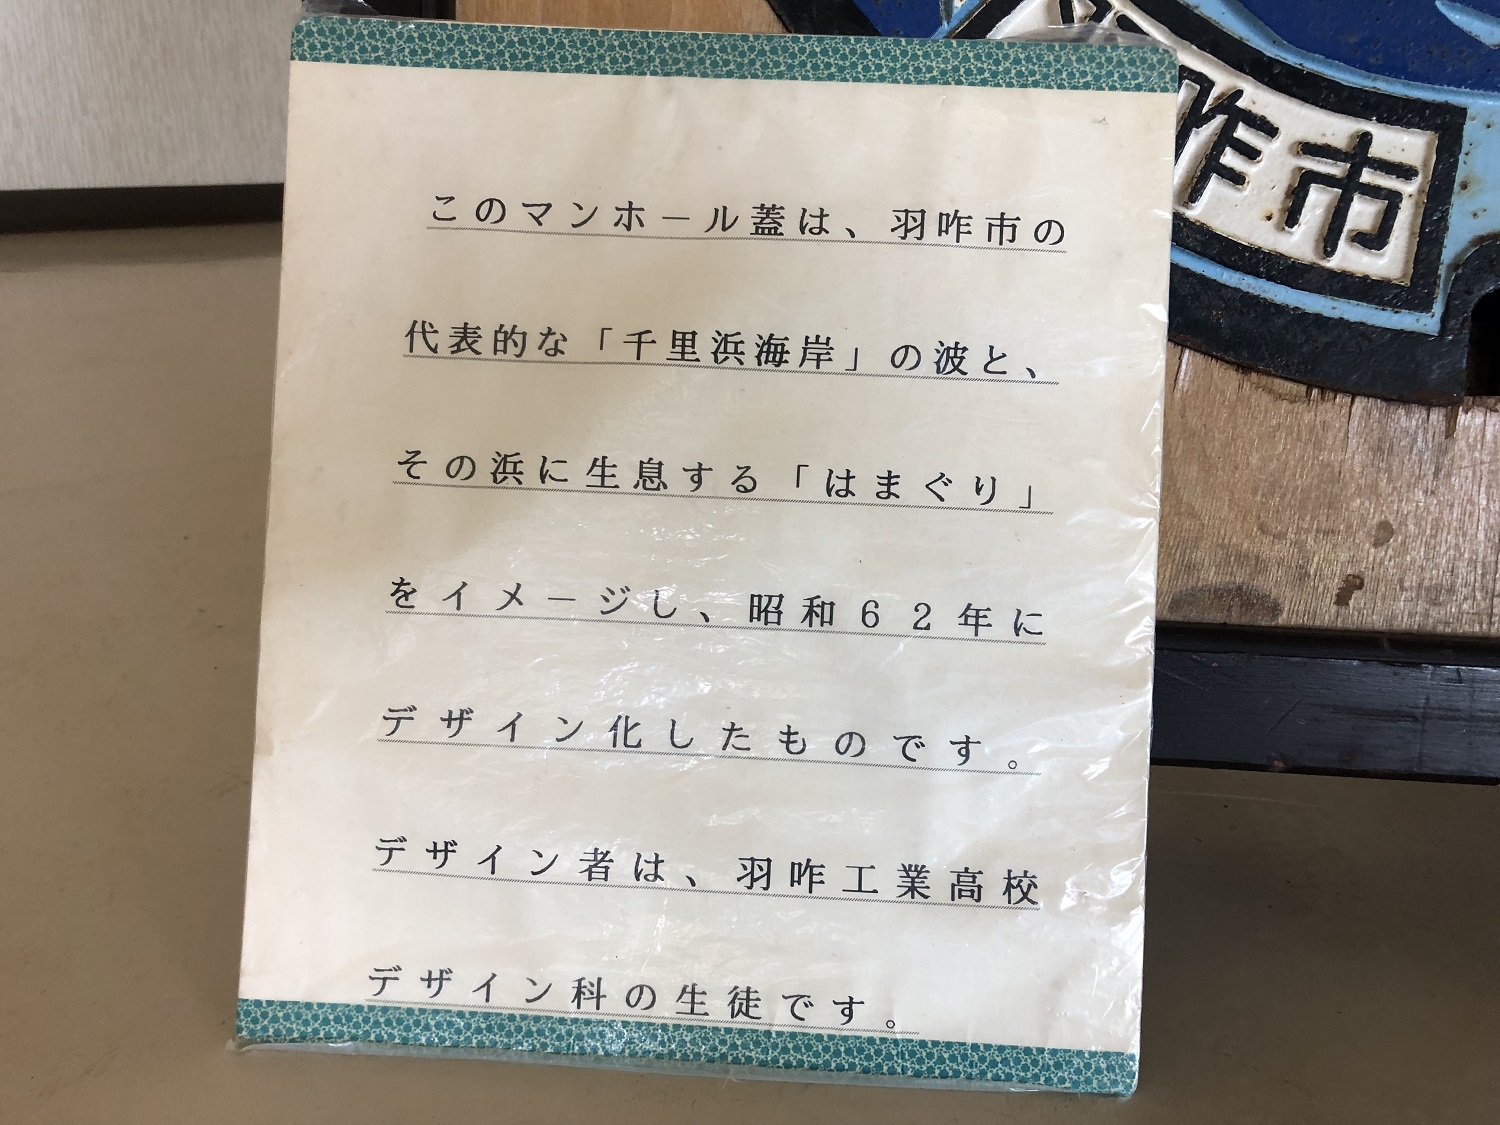 このマンホール蓋は、羽咋市の
代表的な「千里浜海岸」の波と、
その浜に生息する「はまぐり」
をイメージし、昭和６２年に
デザイン化したものです。
デザイン者は、羽咋工業高校
デザイン科の生徒です。
咋市